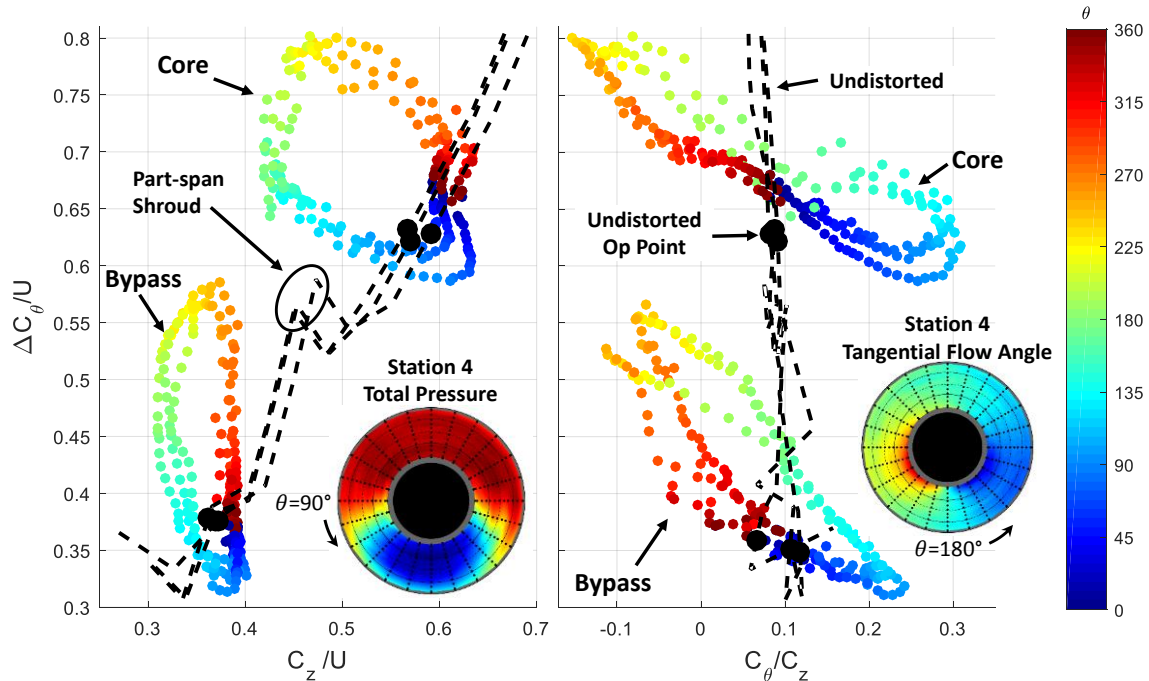 θ
0.8
0.75
0.7
0.65
0.6
0.55
0.5
0.45
0.4
0.35
0.3
ΔC_θ/U
0.3
0.4
0.5
0.6
0.7
C_z /U
Core
Part-span
Shroud
Bypass
Station 4
Total Pressure
θ=90°
Undistorted
Core
Undistorted
Op Point
Station 4
Tangential Flow Angle
Bypass
θ=180°
-0.1
0
0.1
0.2
0.3
C_θ/C_z
360
315
270
225
180
135
90
45
0